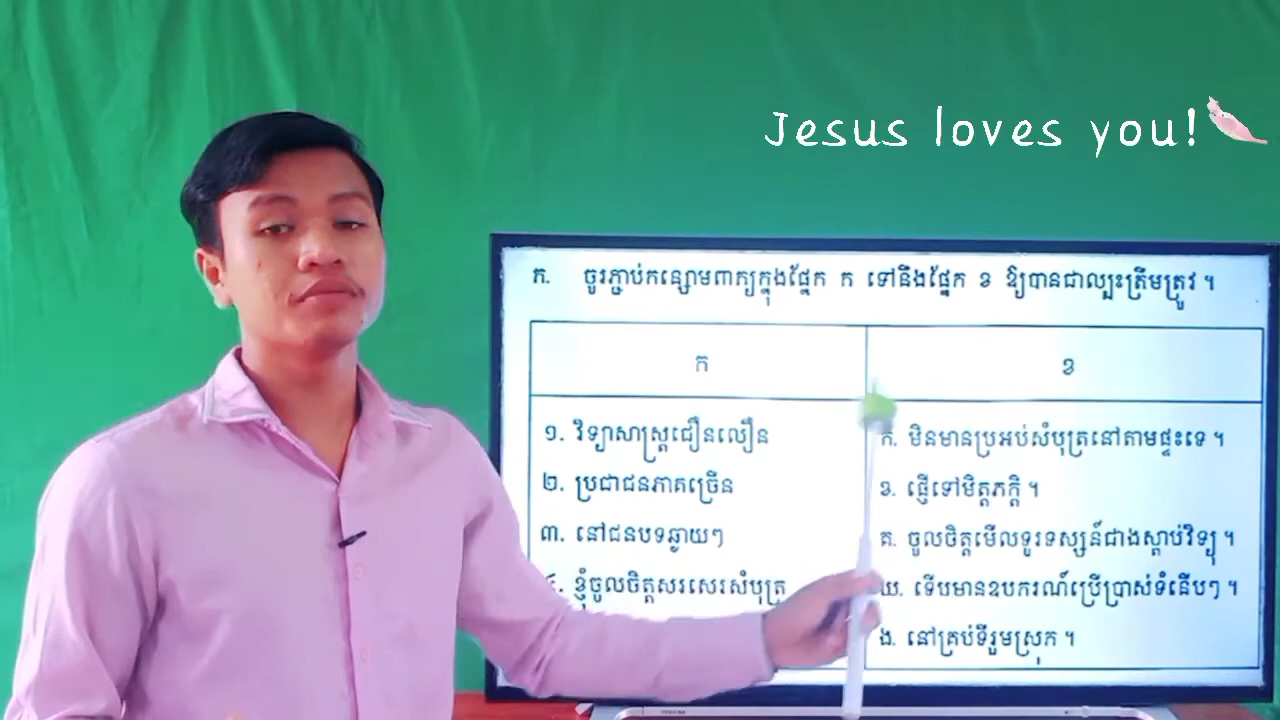 Jesus loves you!
ភ. ចូរភ្ជាប់កន្សោមពាក្យក្នុងផ្នែក ក ទៅនឹងផ្នែក ខ ឱ្យបានជាល្បះត្រឹមត្រូវ ។
ក ខ
១. វិទ្យាសាស្ត្រជឿនលឿន ក. មិនមានប្រអប់សំបុត្រនៅតាមផ្ទះទេ ។
២. ប្រជាជនភាគច្រើន ខ. ផ្ញើទៅមិត្តភក្តិ ។
៣. នៅជនបទឆ្ងាយៗ គ. ចូលចិត្តមើលទូរទស្សន៍ជាងស្តាប់វិទ្យុ ។
៤. ខ្ញុំចូលចិត្តសរសេរសំបុត្រ ឃ. ទើបមានឧបករណ៍ប្រើប្រាស់ទំនើបៗ ។
ង. នៅគ្រប់ទីរួមស្រុក ។